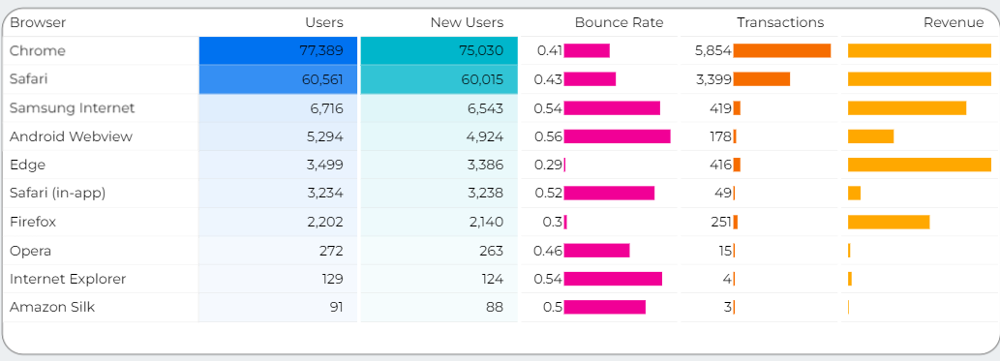 Browser Users New Users Bounce Rate Transactions Revenue
Chrome 77,389 75,030 0.41 5,854
Safari 60,561 60,015 0.43 3,399
Samsung Internet 6,716 6,543 0.54 419
Android Webview 5,294 4,924 0.56 178
Edge 3,499 3,386 0.29 416
Safari (in-app) 3,234 3,238 0.52 49
Firefox 2,202 2,140 0.3 251
Opera 272 263 0.46 15
Internet Explorer 129 124 0.54 4
Amazon Silk 91 88 0.5 3